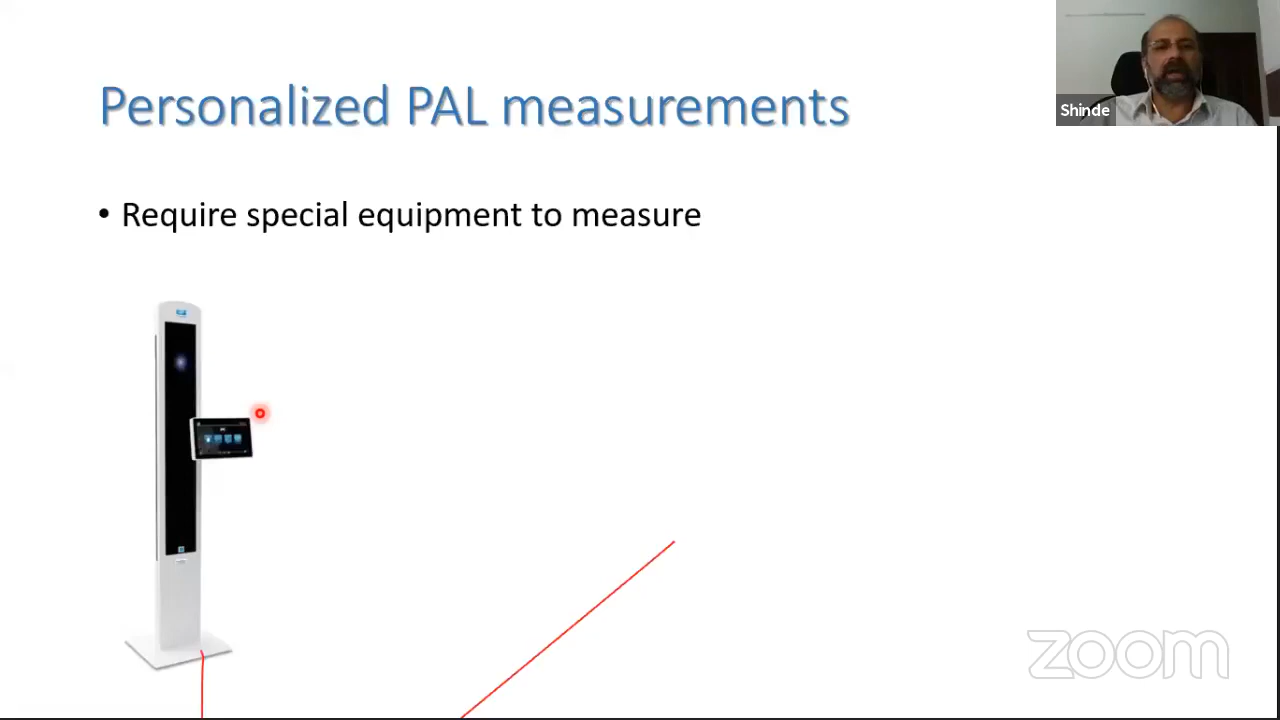 Personalized PAL measurements
Shinde
• Require special equipment to measure
zoom